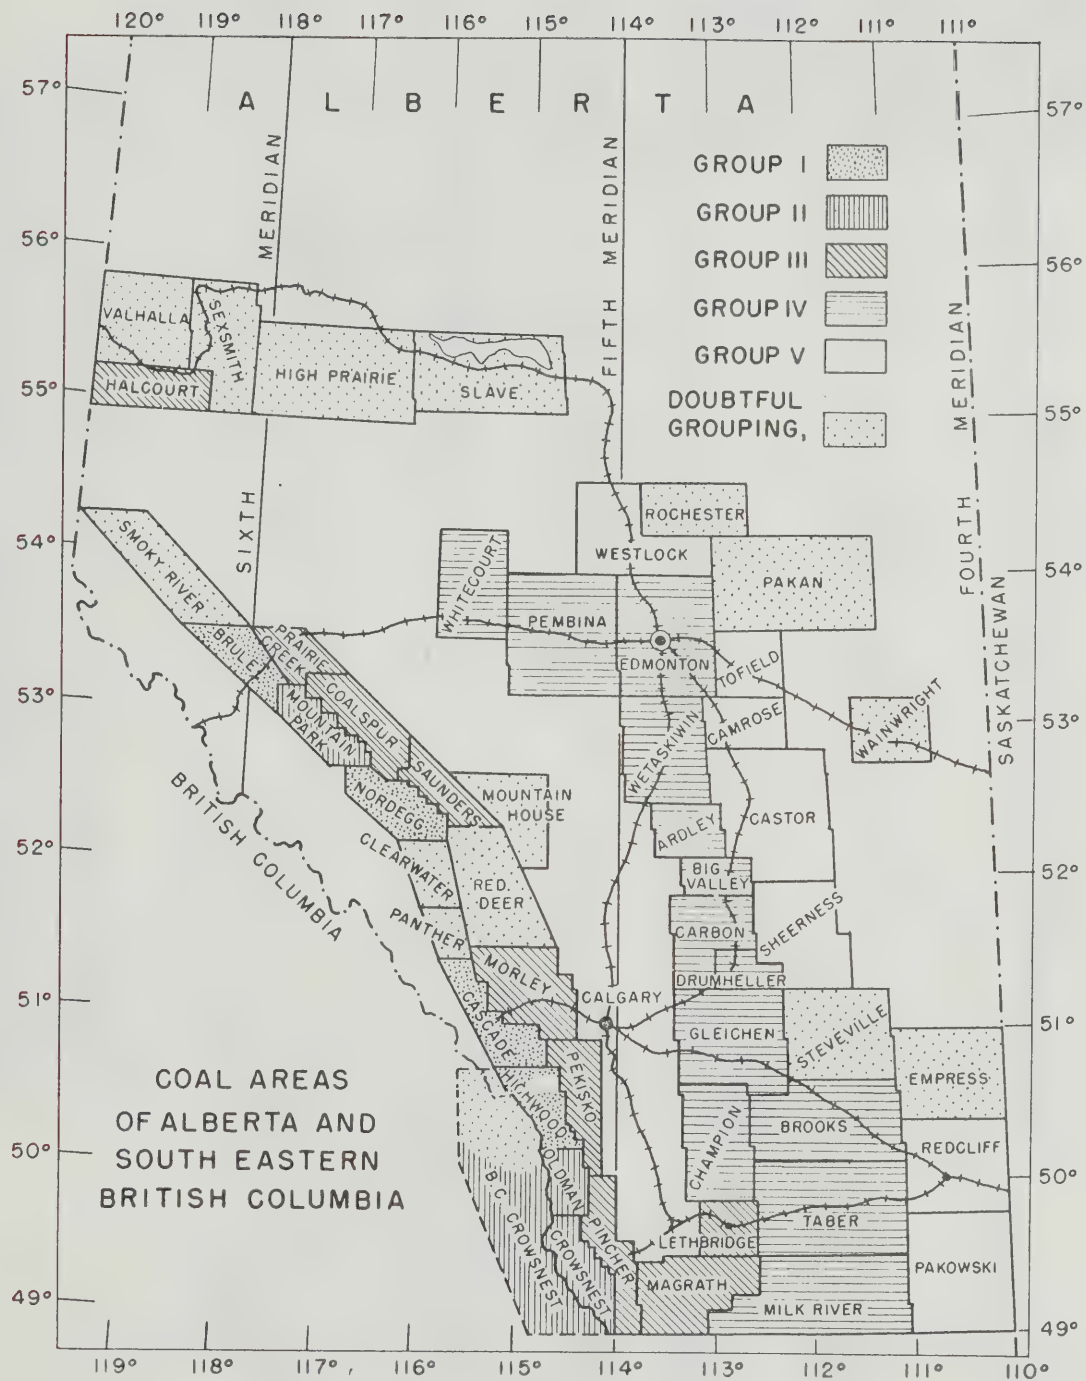 120° 119° 118° 117° 116° 115° 114° 113° 112° 111° 111°
57° 57°
A L B E R T A
SIXTH MERIDIAN
FIFTH MERIDIAN
FOURTH MERIDIAN
SASKATCHEWAN
GROUP I
GROUP II
GROUP III
GROUP IV
GROUP V
DOUBTFUL
GROUPING,
56° 56°
VALHALLA
SEXSMITH
HALCOURT
HIGH PRAIRIE
SLAVE
55° 55°
54° 54°
SMOKY RIVER
WHITECOURT
WESTLOCK
ROCHESTER
PAKAN
PEMBINA
EDMONTON
TOFIELD
BRULE
PRAIRIE
CREEK
COALSPUR
MOUNTAIN
PARK
53° 53°
WETASKIWIN
CAMROSE
WAINWRIGHT
NORDEGG
SAUNDERS
MOUNTAIN
HOUSE
BRITISH COLUMBIA
ARDLEY
CASTOR
52° 52°
CLEARWATER
RED
DEER
BIG
VALLEY
PANTHER
CARBON
SHEERNESS
MORLEY
DRUMHELLER
51° 51°
CASCADE
CALGARY
GLEICHEN
STEVEVILLE
EMPRESS
HIGHWOOD
PEKISKO
CHAMPION
BROOKS
REDCLIFF
COAL AREAS
OF ALBERTA AND
SOUTH EASTERN
BRITISH COLUMBIA
50° 50°
B.C. CROWSNEST
OLDMAN
CROWSNEST
PINCHER
LETHBRIDGE
TABER
MAGRATH
MILK RIVER
PAKOWSKI
49° 49°
119° 118° 117° 116° 115° 114° 113° 112° 111° 110°